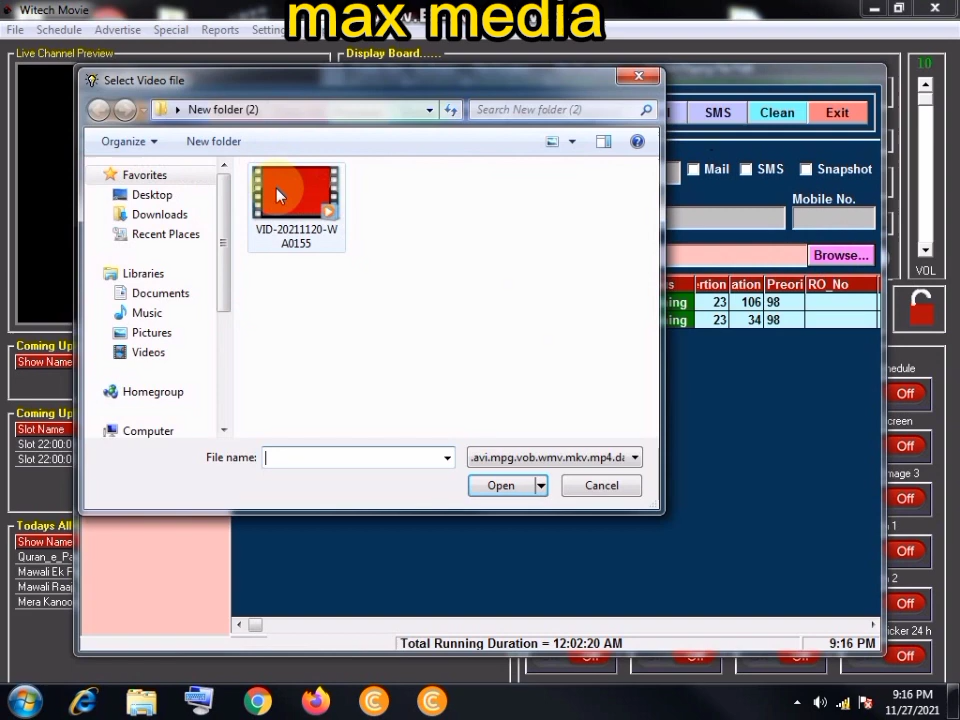 Witech Movie
max media
File Schedule Advertise Special Reports
Live Channel Preview
Display Board......
10
Select Video file
New folder (2)
Search New folder (2)
SMS Clean Exit
Organize New folder
Mail SMS Snapshot
Mobile No.
Favorites
Desktop
Downloads
Recent Places
VID-20211120-W
A0155
Browse...
VOL
Libraries
Documents
Music
Pictures
Videos
Preori RO_No
23 106 98
23 34 98
Homegroup
Computer
Coming Up
Show Name
Off
Coming Up
Slot Name
Slot 22:00:0
Slot 22:00:0
Off
File name:
.avi.mpg.vob.wmv.mkv.mp4.da
Open Cancel
Off
Todays All
Show Name
Quran_e_Pa
Mawali Ek F
Mawali Raa
Mera Kanoo
Off
Off
Total Running Duration = 12:02:20 AM
9:16 PM
Off
9:16 PM
11/27/2021